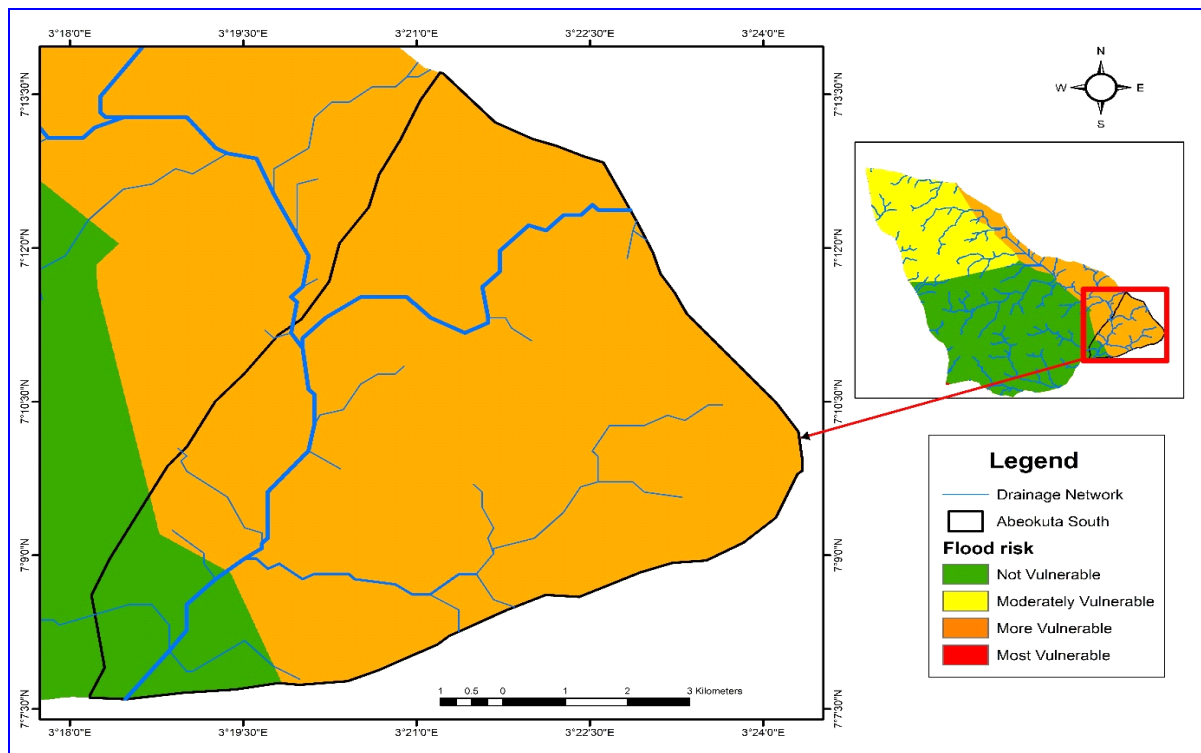 3°18'0"E 3°19'30"E 3°21'0"E 3°22'30"E 3°24'0"E
N
W E
S
7°13'30"N 7°13'30"N
7°12'0"N 7°12'0"N
7°10'30"N 7°10'30"N
7°9'0"N 7°9'0"N
7°7'30"N 7°7'30"N
Legend
Drainage Network
Abeokuta South
Flood risk
Not Vulnerable
Moderately Vulnerable
More Vulnerable
Most Vulnerable
1 0.5 0 1 2 3 Kilometers
3°18'0"E 3°19'30"E 3°21'0"E 3°22'30"E 3°24'0"E